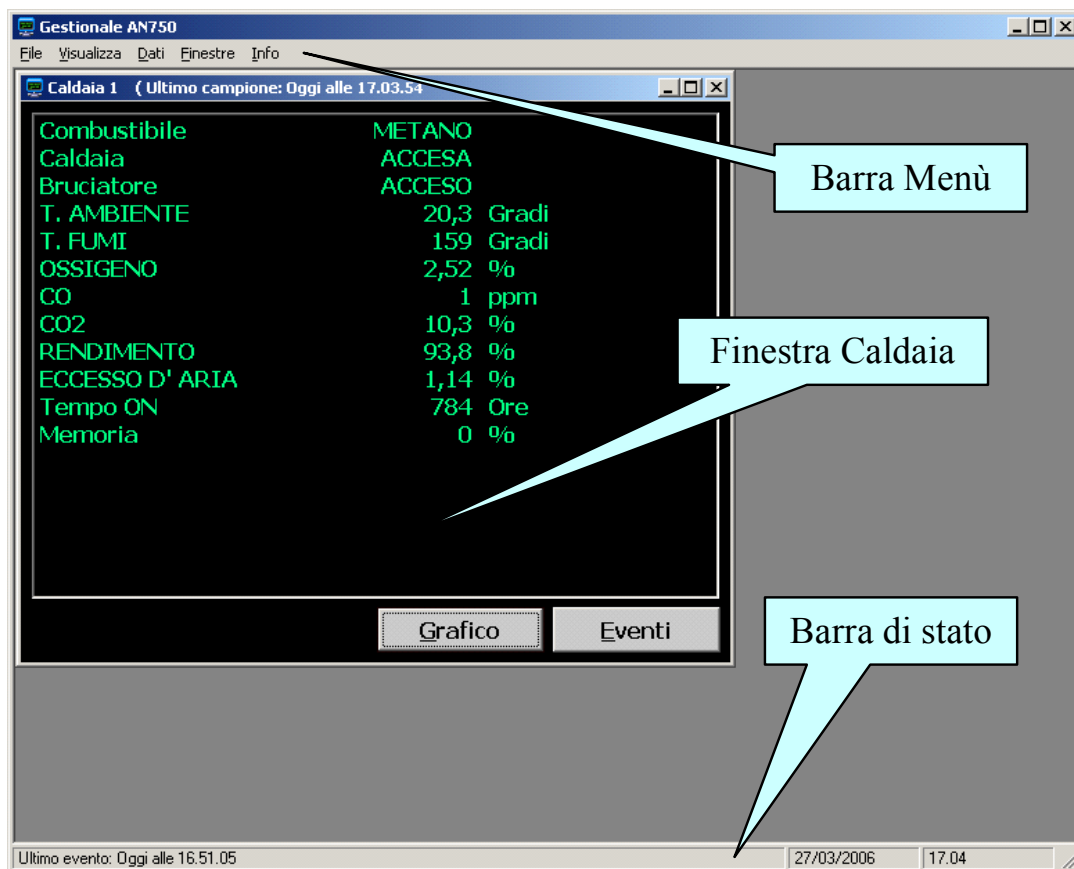 Gestionale AN750
File Visualizza Dati Finestre Info
Caldaia 1 ( Ultimo campione: Oggi alle 17.03.54
Combustibile METANO
Caldaia ACCESA
Bruciatore ACCESO
T. AMBIENTE 20,3 Gradi
T. FUMI 159 Gradi
OSSIGENO 2,52 %
CO 1 ppm
CO2 10,3 %
RENDIMENTO 93,8 %
ECCESSO D' ARIA 1,14 %
Tempo ON 784 Ore
Memoria 0 %
Barra Menù
Finestra Caldaia
Grafico Eventi
Barra di stato
Ultimo evento: Oggi alle 16.51.05 27/03/2006 17.04